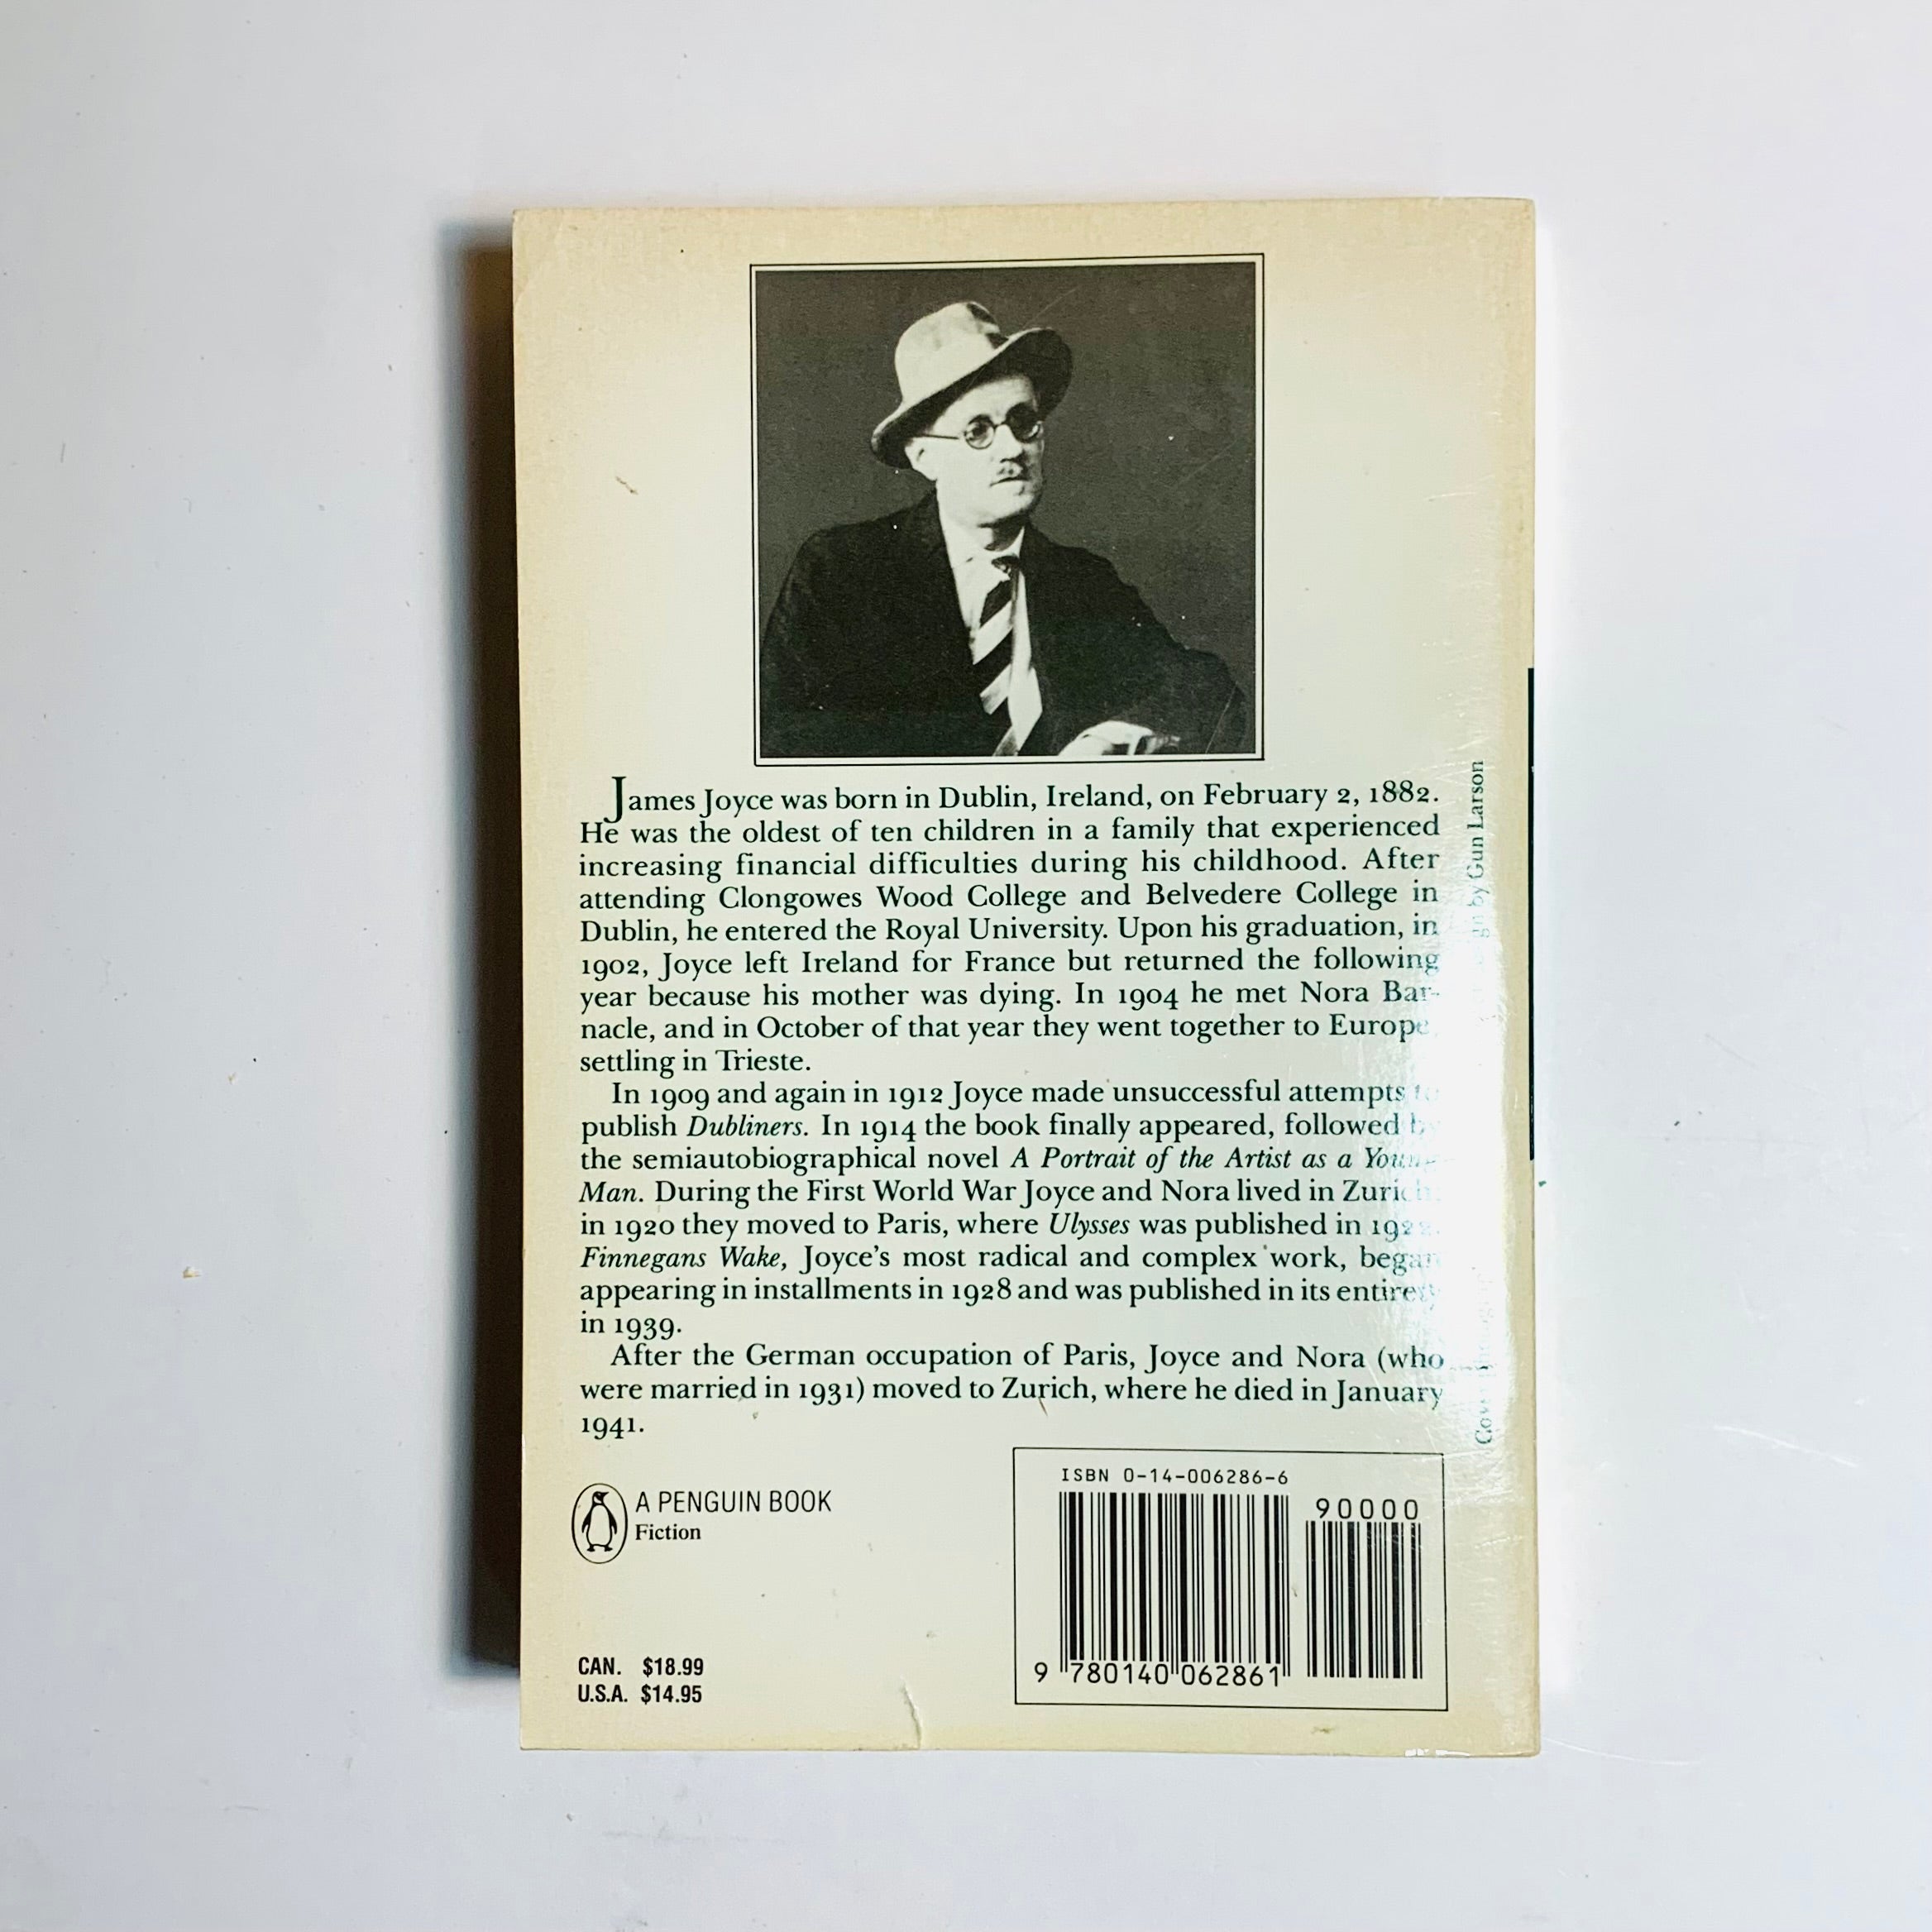 James Joyce was born in Dublin, Ireland, on February 2, 1882.
He was the oldest of ten children in a family that experienced
increasing financial difficulties during his childhood. After
attending Clongowes Wood College and Belvedere College in
Dublin, he entered the Royal University. Upon his graduation, in
1902, Joyce left Ireland for France but returned the following
year because his mother was dying. In 1904 he met Nora Bar-
nacle, and in October of that year they went together to Europe
settling in Trieste.
In 1909 and again in 1912 Joyce made unsuccessful attempts
publish Dubliners. In 1914 the book finally appeared, followed
the semiautobiographical novel A Portrait of the Artist as a
Man. During the First World War Joyce and Nora lived in Zurich
in 1920 they moved to Paris, where Ulysses was published in
Finnegans Wake, Joyce's most radical and complex work, began
appearing in installments in 1928 and was published in its entirety
in 1939.
After the German occupation of Paris, Joyce and Nora (who
were married in 1931) moved to Zurich, where he died in January
1941.
by Gun Larson
A PENGUIN BOOK
Fiction
CAN. $18.99
U.S.A. $14.95
ISBN 0-14-006286-6
90000
9 780140 062861